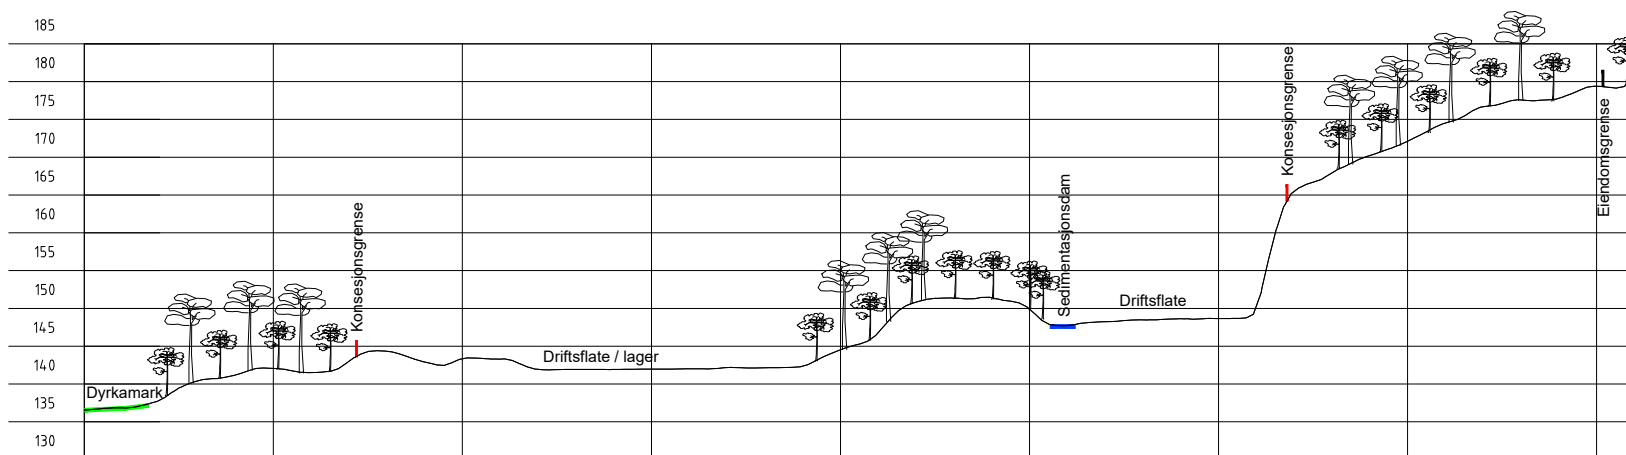 185
180
175
170
165
160
155
150
145
140
135
130
Dyrkamark
Konsesjonsgrense
Driftsflate / lager
Sedimentasjonsdam
Driftsflate
Konsesjonsgrense
Eiendomsgrense